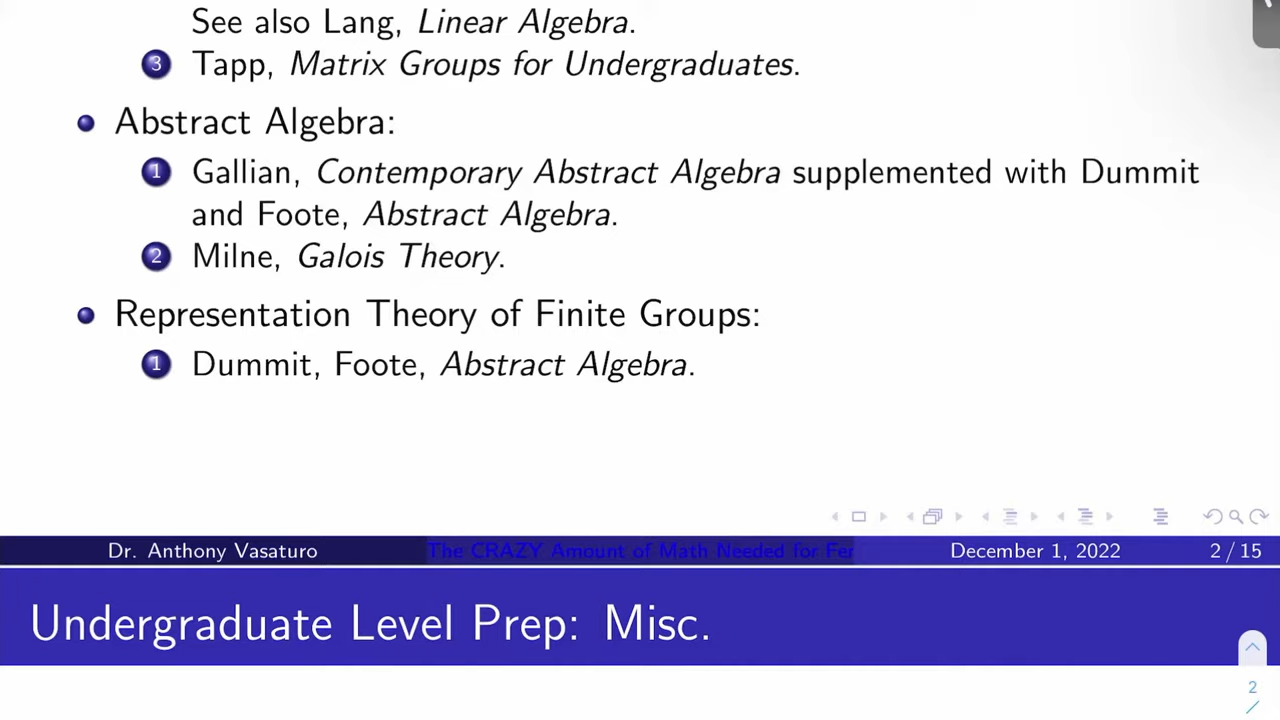 See also Lang, Linear Algebra.
3 Tapp, Matrix Groups for Undergraduates.
Abstract Algebra:
1 Gallian, Contemporary Abstract Algebra supplemented with Dummit
and Foote, Abstract Algebra.
2 Milne, Galois Theory.
Representation Theory of Finite Groups:
1 Dummit, Foote, Abstract Algebra.
Dr. Anthony Vasaturo The CRAZY Amount of Math Needed for Fer December 1, 2022 2 / 15
Undergraduate Level Prep: Misc.
2